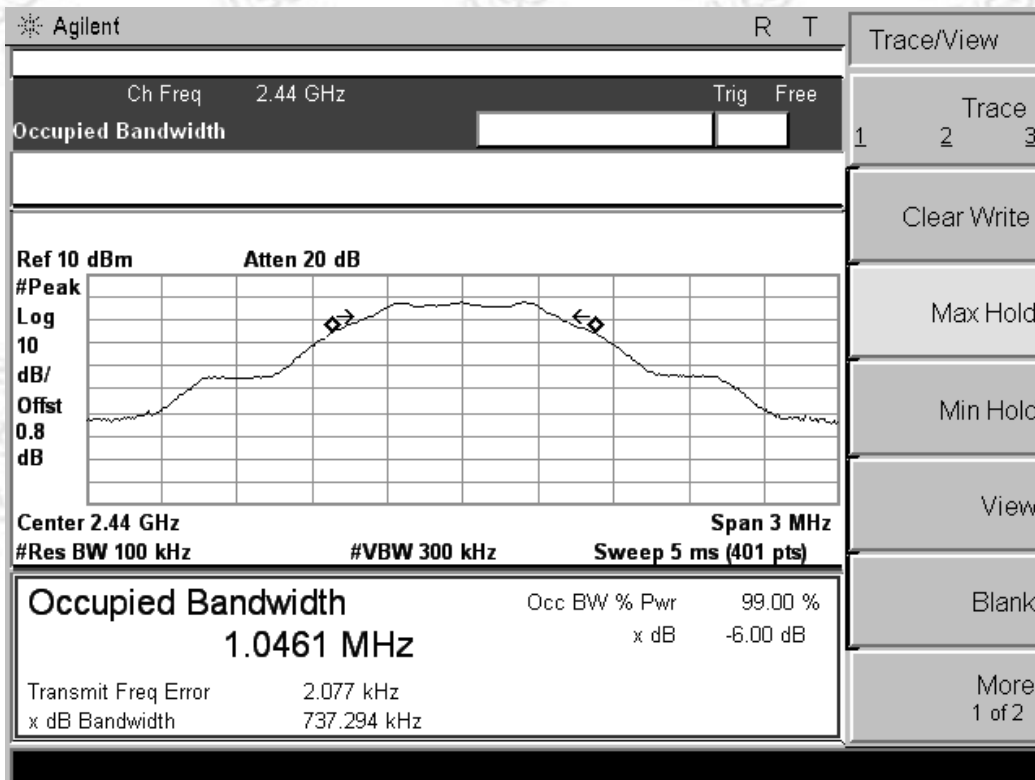 Agilent R T
Ch Freq 2.44 GHz Trig Free
Occupied Bandwidth
Ref 10 dBm Atten 20 dB
#Peak
Log
10
dB/
Offst
0.8
dB
Center 2.44 GHz Span 3 MHz
#Res BW 100 kHz #VBW 300 kHz Sweep 5 ms (401 pts)
Occupied Bandwidth
1.0461 MHz
Occ BW % Pwr 99.00 %
x dB -6.00 dB
Transmit Freq Error 2.077 kHz
x dB Bandwidth 737.294 kHz
Trace/View
Trace
1 2 3
Clear Write
Max Hold
Min Hold
View
Blank
More
1 of 2